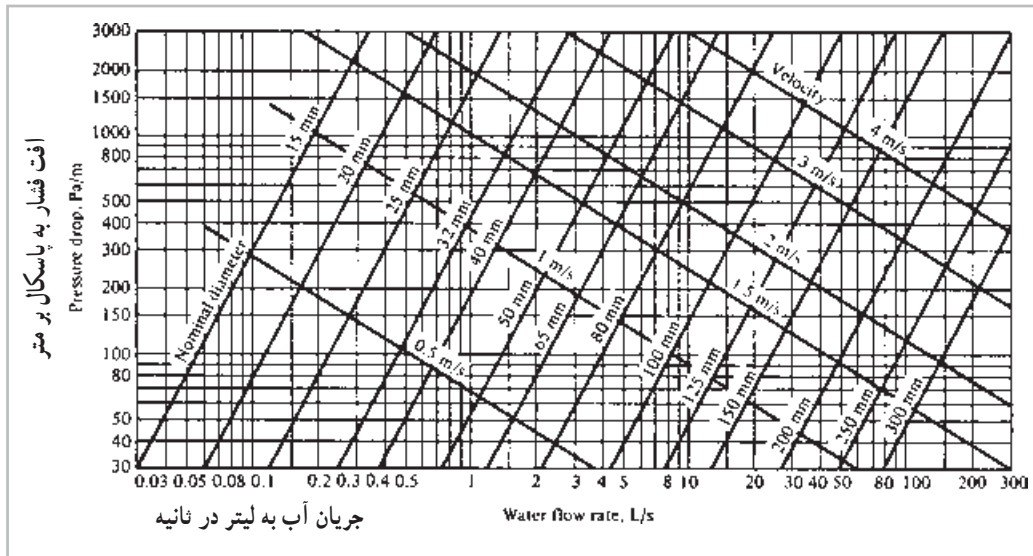 افت فشار به پاسکال بر متر
Pressure drop, Pa/m
3000
2000
1500
1000
800
500
400
300
200
150
100
80
50
40
30
Nominal diameter
15 mm
20 mm
25 mm
32 mm
40 mm
50 mm
65 mm
80 mm
100 mm
125 mm
150 mm
200 mm
250 mm
300 mm
Velocity
4 m/s
3 m/s
2 m/s
1.5 m/s
1 m/s
0.5 m/s
0.03 0.05 0.08 0.1 0.2 0.3 0.4 0.5 1 2 3 4 5 8 10 20 30 40 50 80 100 200 300
جریان آب به لیتر در ثانیه
Water flow rate, L/s